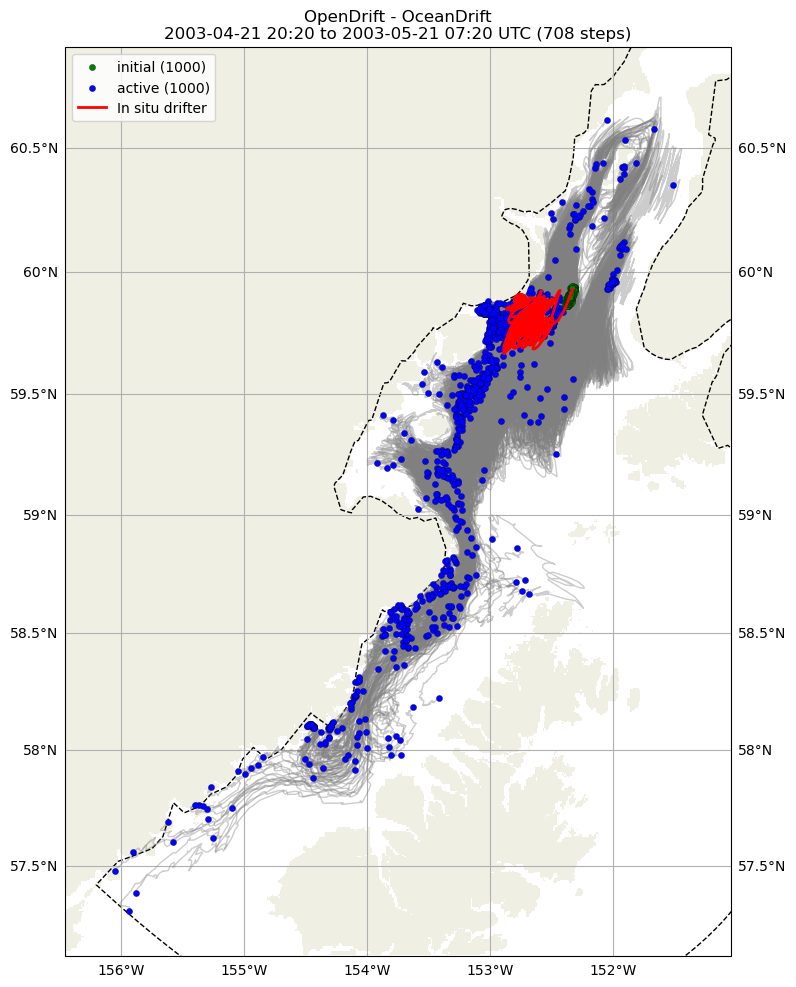 OpenDrift - OceanDrift
2003-04-21 20:20 to 2003-05-21 07:20 UTC (708 steps)
initial (1000)
active (1000)
In situ drifter
60.5°N 60.5°N
60°N 60°N
59.5°N 59.5°N
59°N 59°N
58.5°N 58.5°N
58°N 58°N
57.5°N 57.5°N
156°W 155°W 154°W 153°W 152°W